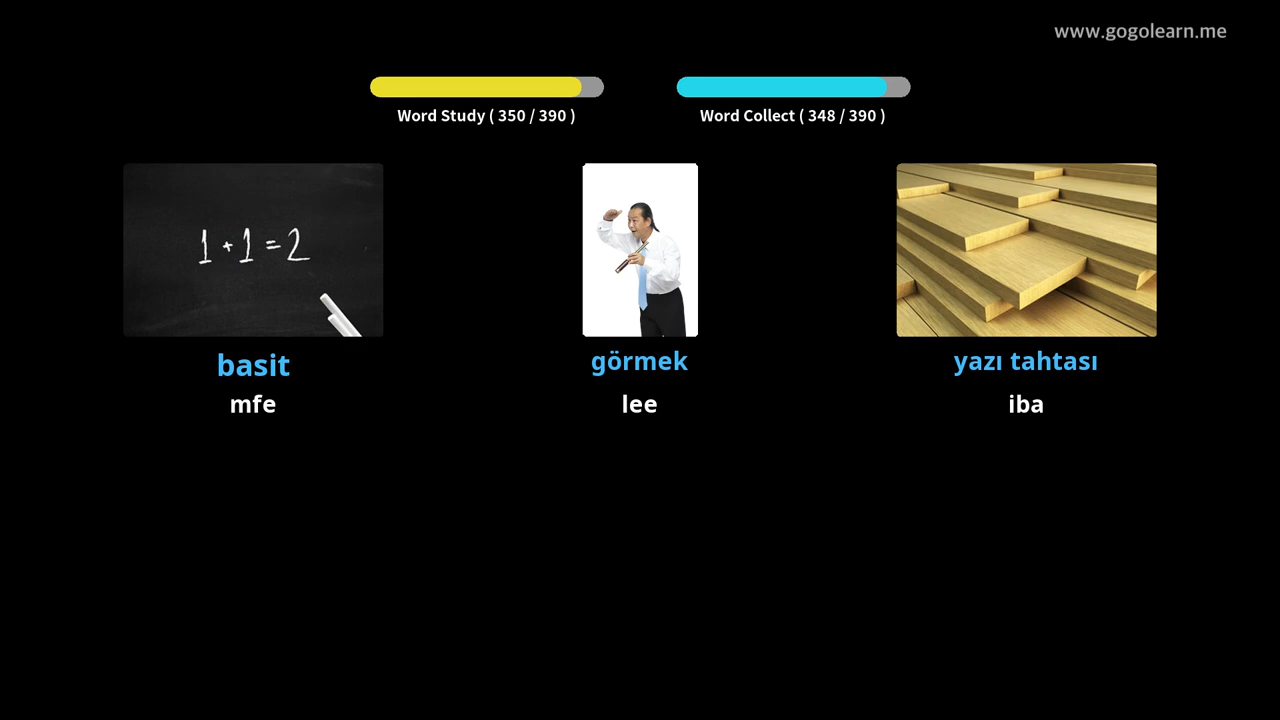 www.gogolearn.me
Word Study ( 350 / 390 )
Word Collect ( 348 / 390 )
1 + 1 = 2
basit
görmek
yazı tahtası
mfe
lee
iba